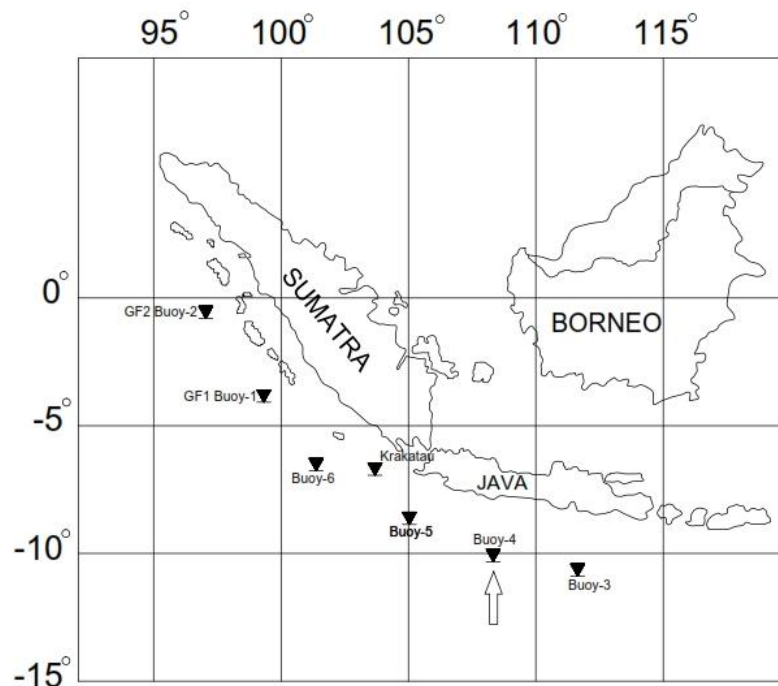 95° 100° 105° 110° 115°
SUMATRA
0°
GF2 Buoy-2
BORNEO
GF1 Buoy-1
-5°
Krakatau
Buoy-6
JAVA
Buoy-5
Buoy-4
-10°
Buoy-3
-15°